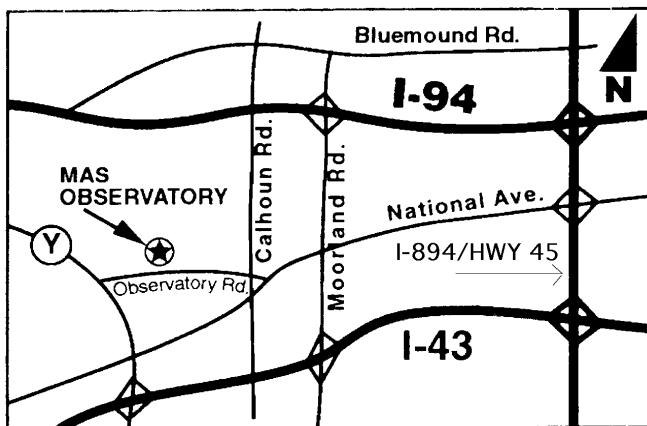 Bluemound Rd.
I-94
N
MAS
OBSERVATORY
Calhoun Rd.
Moorland Rd.
National Ave.
Y
I-894/HWY 45
Observatory Rd.
I-43